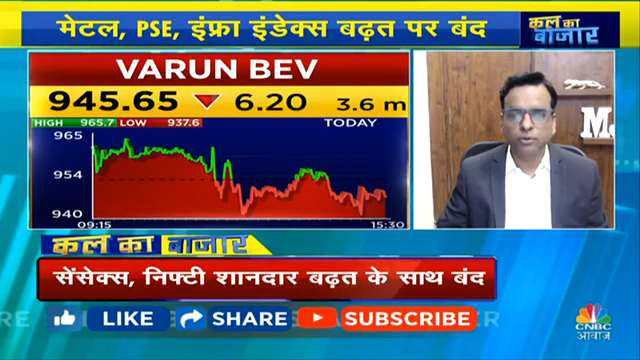 मेटल, PSE, इंफ्रा इंडेक्स बढ़त पर बंद
कल का बाज़ार
VARUN BEV
945.65 6.20 3.6 m
HIGH 965.7 LOW 937.6 TODAY
965
954
940
09:15 15:30
M
कल का बाज़ार
सेंसेक्स, निफ्टी शानदार बढ़त के साथ बंद
LIKE SHARE SUBSCRIBE
CNBC
आवाज़